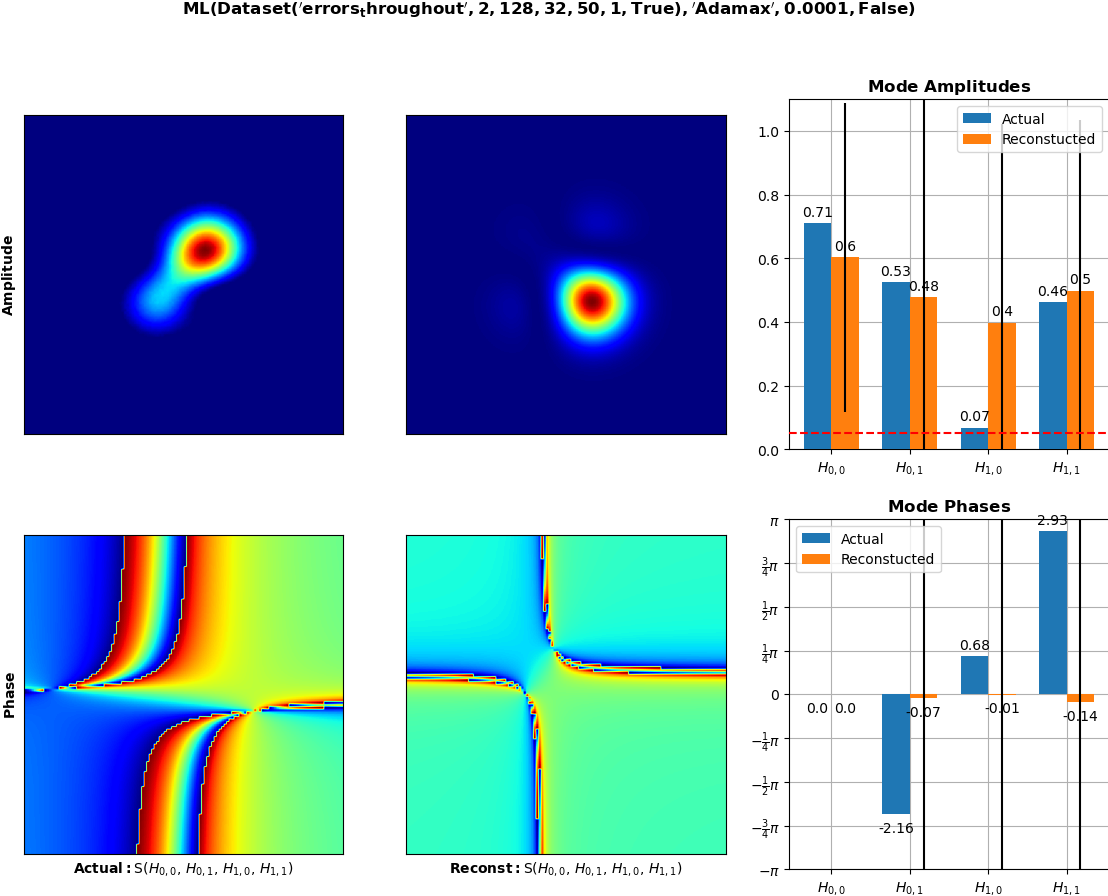 ML(Dataset('errors_throughout', 2, 128, 32, 50, 1, True), 'Adamax', 0.0001, False)
Mode Amplitudes
Amplitude
1.0
0.8
0.6
0.4
0.2
0.0
Actual
Reconstucted
0.71
0.6
0.53
0.48
0.07
0.4
0.46
0.5
H0,0
H0,1
H1,0
H1,1
Mode Phases
Phase
π
3/4π
1/2π
1/4π
0
−1/4π
−1/2π
−3/4π
−π
Actual
Reconstucted
0.0
0.0
-2.16
-0.07
0.68
-0.01
2.93
-0.14
H0,0
H0,1
H1,0
H1,1
Actual: S(H0,0, H0,1, H1,0, H1,1)
Reconst: S(H0,0, H0,1, H1,0, H1,1)